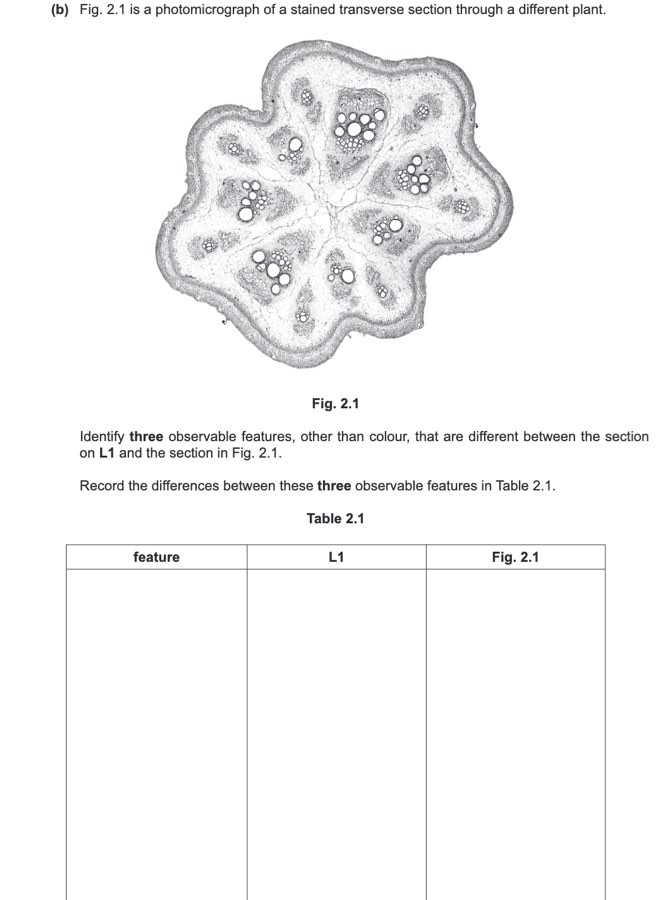 (b) Fig. 2.1 is a photomicrograph of a stained transverse section through a different plant.
Fig. 2.1
Identify three observable features, other than colour, that are different between the section
on L1 and the section in Fig. 2.1.
Record the differences between these three observable features in Table 2.1.
Table 2.1
feature L1 Fig. 2.1